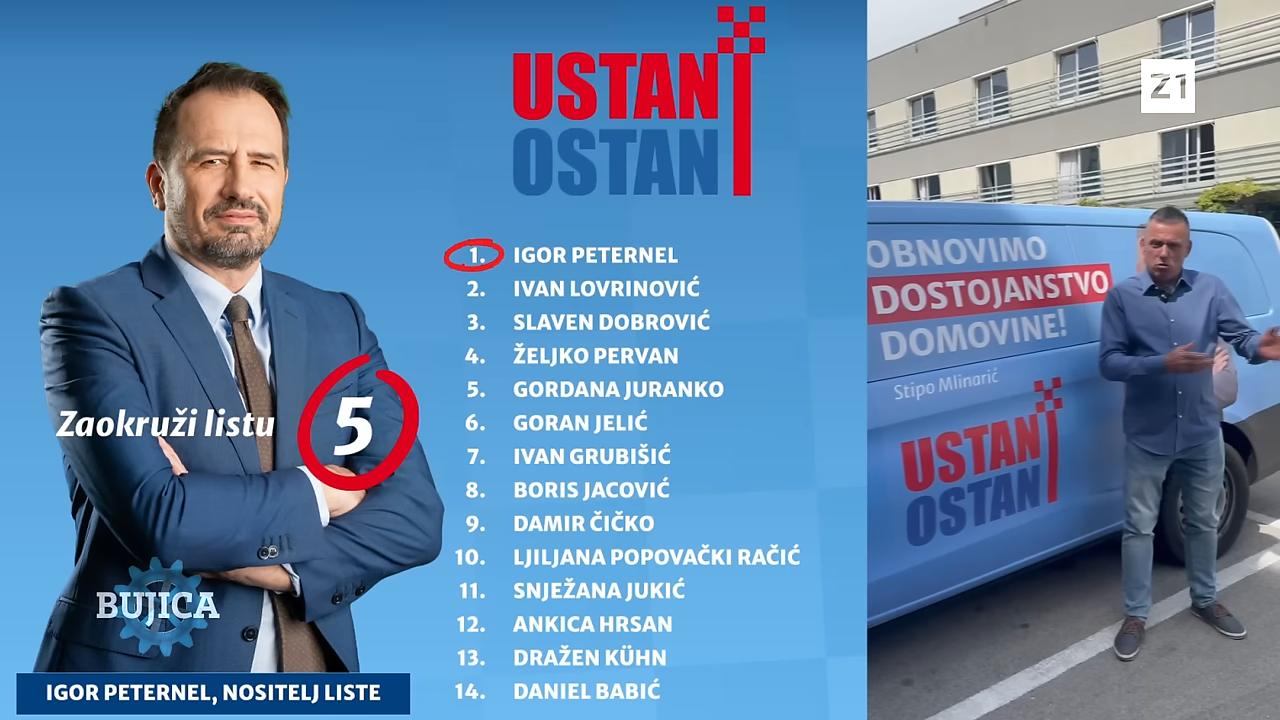 USTANI
OSTANI
1. IGOR PETERNEL
2. IVAN LOVRINOVIĆ
3. SLAVEN DOBROVIĆ
4. ŽELJKO PERVAN
5. GORDANA JURANKO
6. GORAN JELIĆ
7. IVAN GRUBIŠIĆ
8. BORIS JACOVIĆ
9. DAMIR ČIČKO
10. LJILJANA POPOVAČKI RAČIĆ
11. SNJEŽANA JUKIĆ
12. ANKICA HRSAN
13. DRAŽEN KÜHN
14. DANIEL BABIĆ
Zaokruži listu 5
BUJICA
IGOR PETERNEL, NOSITELJ LISTE
Z1
OBNOVIMO
DOSTOJANSTVO
DOMOVINE!
Stipo Mlinarić
USTANI
OSTANI